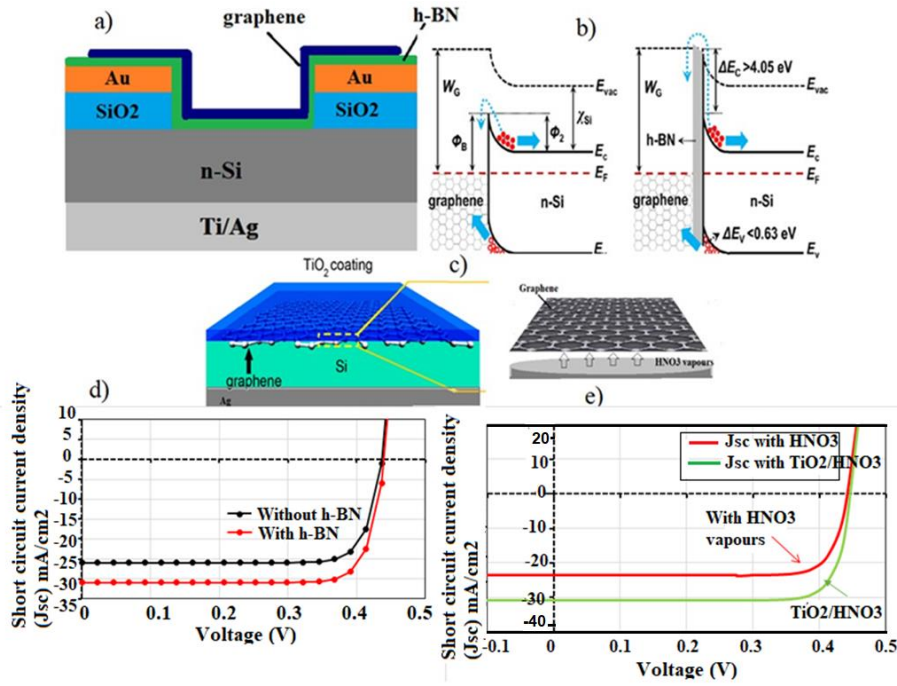 a)
graphene
h-BN
Au
Au
SiO2
SiO2
n-Si
Ti/Ag
b)
W_G
E_vac
χ_Si
Φ_B
Φ_2
E_c
E_F
graphene
n-Si
E_v
W_G
ΔE_C >4.05 eV
E_vac
h-BN
E_c
E_F
graphene
n-Si
ΔE_V <0.63 eV
E_v
c)
TiO2 coating
graphene
Si
Ag
Graphene
HNO3 vapours
d)
Short circuit current density
(Jsc) mA/cm2
10
5
0
-5
-10
-15
-20
-25
-30
-35
Without h-BN
With h-BN
0
0.1
0.2
0.3
0.4
0.5
Voltage (V)
e)
Short circuit current density
(Jsc) mA/cm2
20
10
0
-10
-20
-30
-40
Jsc with HNO3
Jsc with TiO2/HNO3
With HNO3
vapours
TiO2/HNO3
-0.1
0
0.1
0.2
0.3
0.4
0.5
Voltage (V)